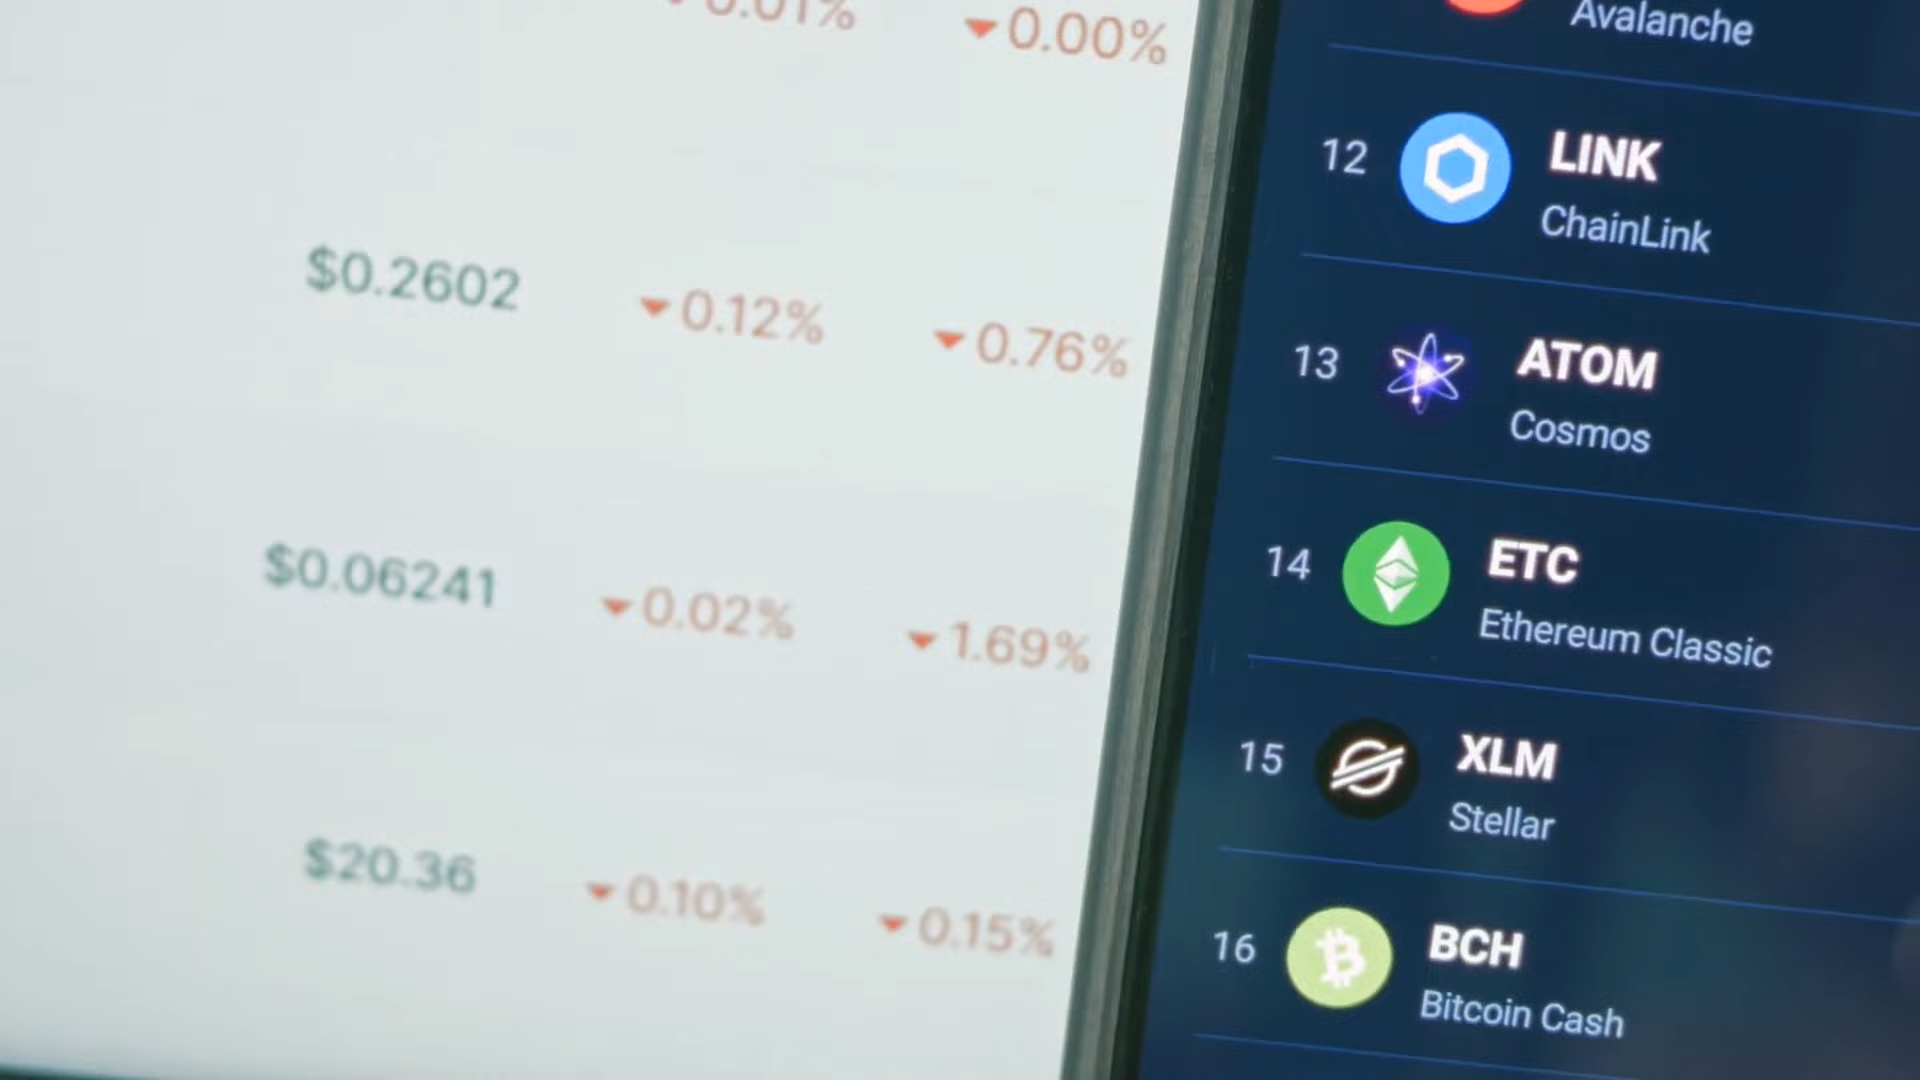 0.01% 0.00%
$0.2602 0.12% 0.76%
$0.06241 0.02% 1.69%
$20.36 0.10% 0.15%
Avalanche
12 LINK
ChainLink
13 ATOM
Cosmos
14 ETC
Ethereum Classic
15 XLM
Stellar
16 BCH
Bitcoin Cash